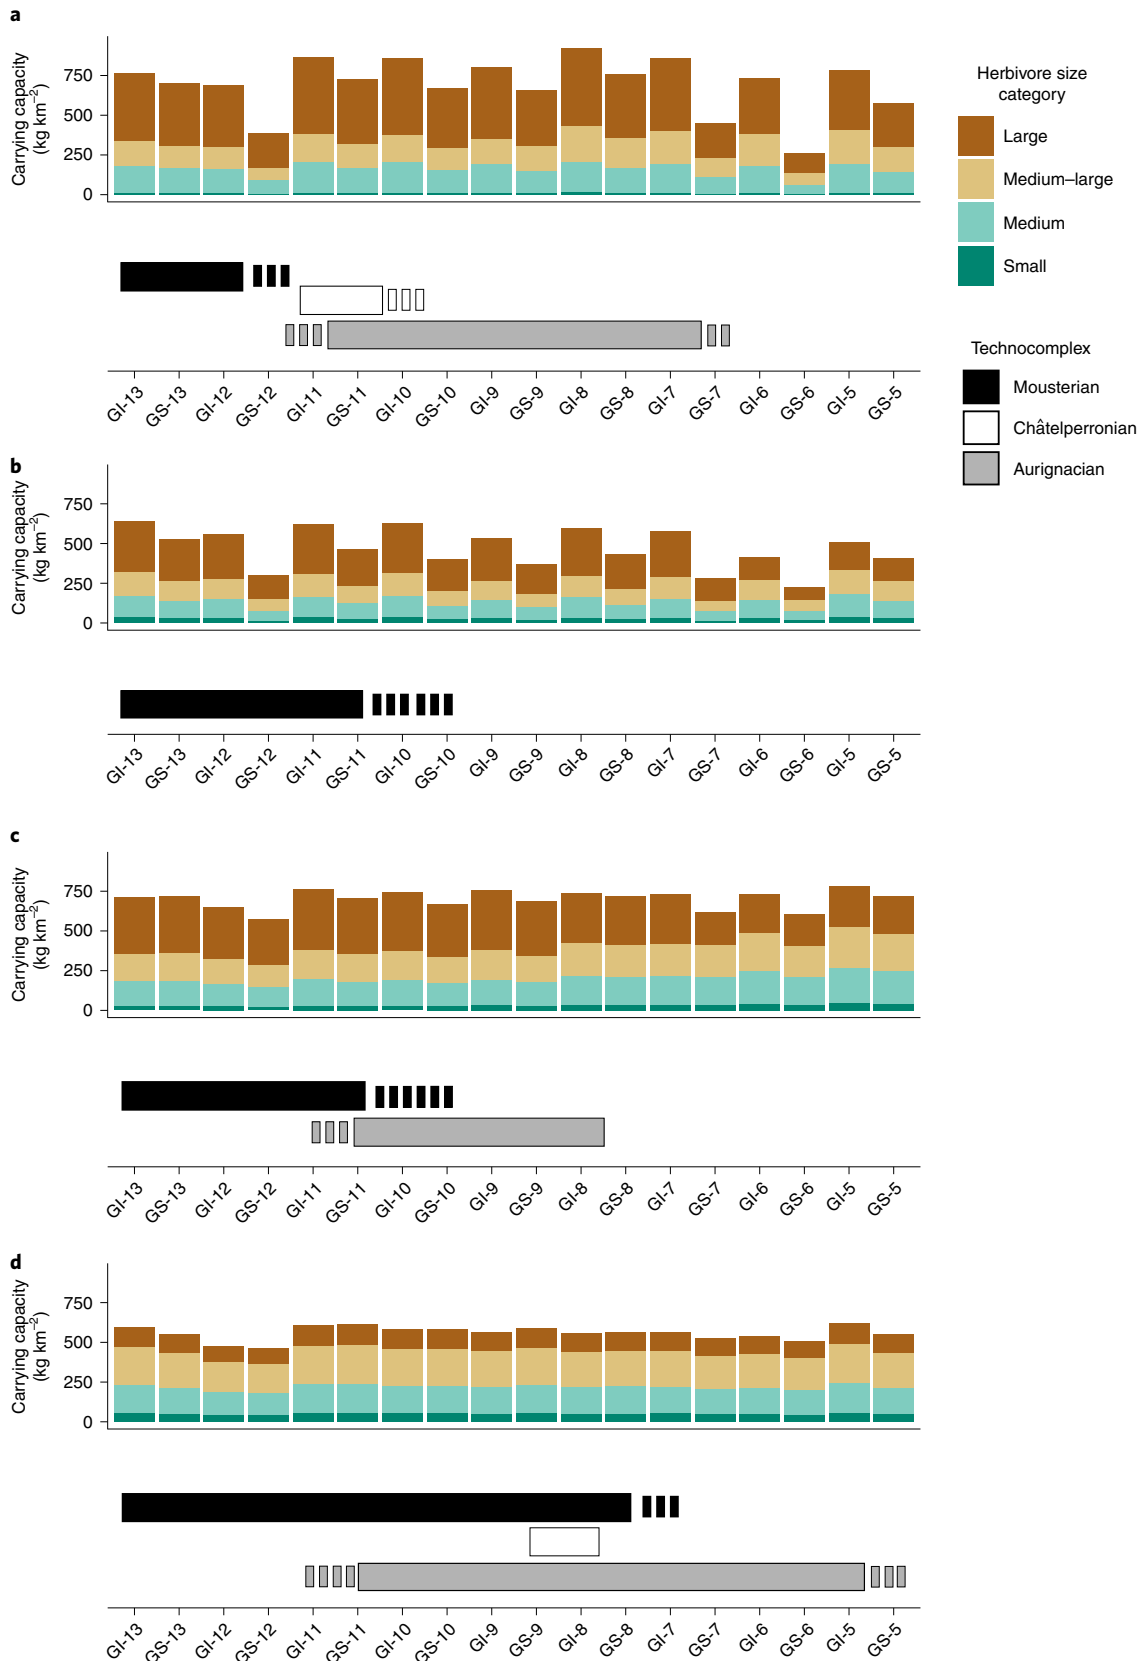 a
Carrying capacity
(kg km⁻²)
750
500
250
0
Herbivore size
category
Large
Medium–large
Medium
Small
Technocomplex
Mousterian
Châtelperronian
Aurignacian
GI-13 GS-13 GI-12 GS-12 GI-11 GS-11 GI-10 GS-10 GI-9 GS-9 GI-8 GS-8 GI-7 GS-7 GI-6 GS-6 GI-5 GS-5
b
Carrying capacity
(kg km⁻²)
750
500
250
0
GI-13 GS-13 GI-12 GS-12 GI-11 GS-11 GI-10 GS-10 GI-9 GS-9 GI-8 GS-8 GI-7 GS-7 GI-6 GS-6 GI-5 GS-5
c
Carrying capacity
(kg km⁻²)
750
500
250
0
GI-13 GS-13 GI-12 GS-12 GI-11 GS-11 GI-10 GS-10 GI-9 GS-9 GI-8 GS-8 GI-7 GS-7 GI-6 GS-6 GI-5 GS-5
d
Carrying capacity
(kg km⁻²)
750
500
250
0
GI-13 GS-13 GI-12 GS-12 GI-11 GS-11 GI-10 GS-10 GI-9 GS-9 GI-8 GS-8 GI-7 GS-7 GI-6 GS-6 GI-5 GS-5